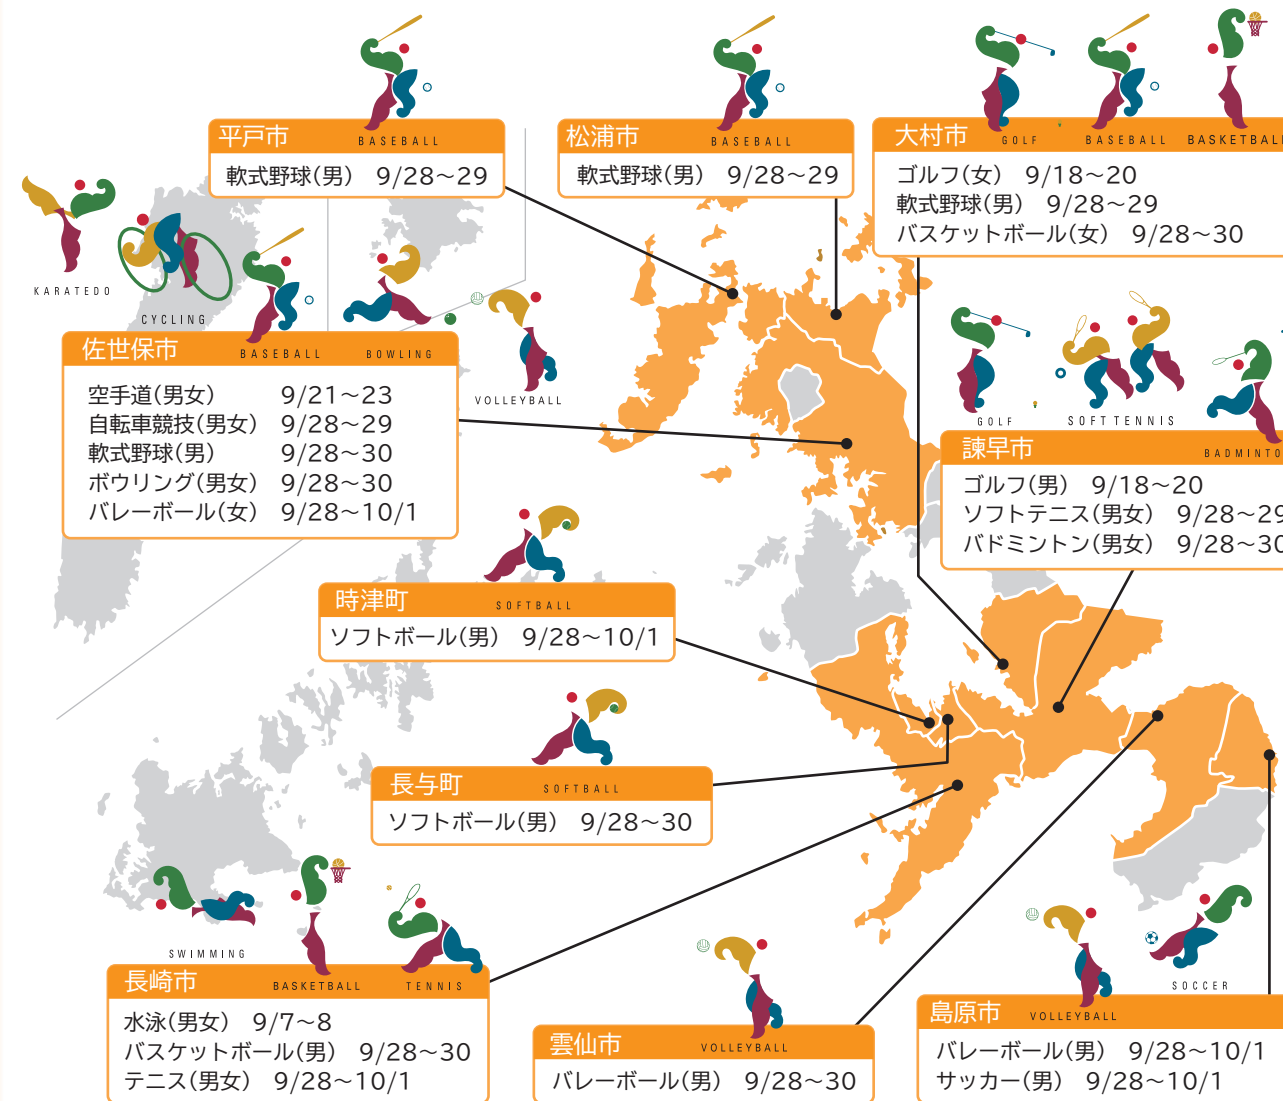 平戸市
BASEBALL
軟式野球(男) 9/28～29
松浦市
BASEBALL
軟式野球(男) 9/28～29
大村市
GOLF
BASEBALL
BASKETBALL
ゴルフ(女) 9/18～20
軟式野球(男) 9/28～29
バスケットボール(女) 9/28～30
KARATEDO
CYCLING
佐世保市
BASEBALL
BOWLING
VOLLEYBALL
空手道(男女) 9/21～23
自転車競技(男女) 9/28～29
軟式野球(男) 9/28～30
ボウリング(男女) 9/28～30
バレーボール(女) 9/28～10/1
GOLF
SOFT TENNIS
諫早市
BADMINTO
ゴルフ(男) 9/18～20
ソフトテニス(男女) 9/28～29
バドミントン(男女) 9/28～30
時津町
SOFTBALL
ソフトボール(男) 9/28～10/1
長与町
SOFTBALL
ソフトボール(男) 9/28～30
SWIMMING
長崎市
BASKETBALL
TENNIS
水泳(男女) 9/7～8
バスケットボール(男) 9/28～30
テニス(男女) 9/28～10/1
雲仙市
VOLLEYBALL
バレーボール(男) 9/28～30
SOCCER
島原市
VOLLEYBALL
バレーボール(男) 9/28～10/1
サッカー(男) 9/28～10/1